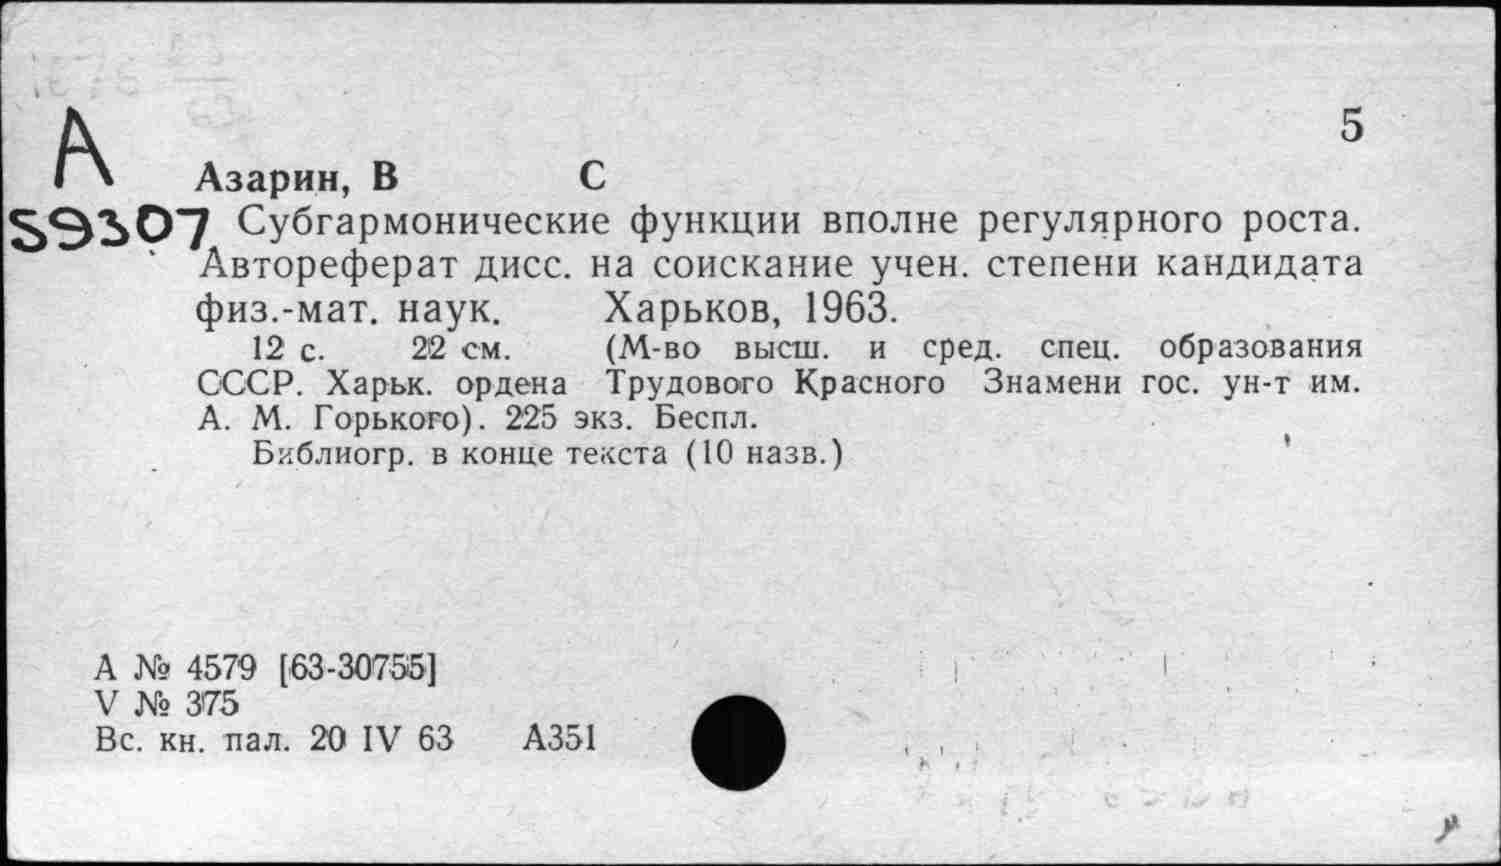 5
А
Азарин, В С
59307 Субгармонические функции вполне регулярного роста.
Автореферат дисс. на соискание учен. степени кандидата
физ.-мат. наук. Харьков, 1963.
12 с. 22 см. (М-во высш. и сред. спец. образования
СССР. Харьк. ордена Трудового Красного Знамени гос. ун-т им.
А. М. Горького). 225 экз. Беспл.
Библиогр. в конце текста (10 назв.)
А № 4579 [63-30755]
V № 375
Вс. кн. пал. 20 IV 63 А351